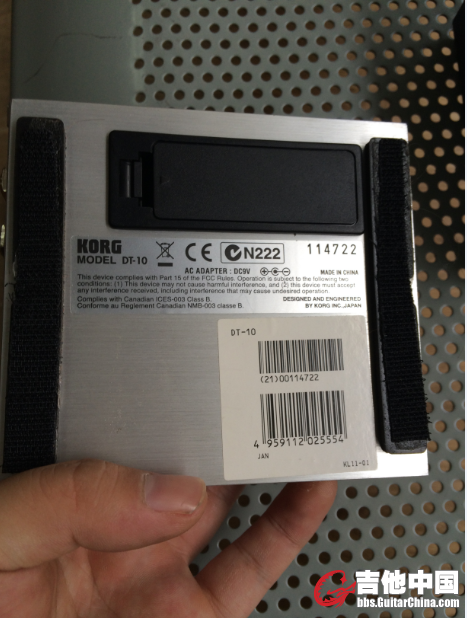 KORG
MODEL DT-10
CE
N222
114722
AC ADAPTER : DC9V
MADE IN CHINA
This device complies with Part 15 of the FCC Rules. Operation is subject to the following two
conditions: (1) This device may not cause harmful interference, and (2) this device must accept
any interference received, including interference that may cause undesired operation.
Complies with Canadian ICES-003 Class B.
Conforme au Reglement Canadien NMB-003 classe B.
DESIGNED AND ENGINEERED
BY KORG INC.,JAPAN
DT-10
(21)00114722
4 959112 025554
JAN
KL11-01
吉他中国
bbs.GuitarChina.com